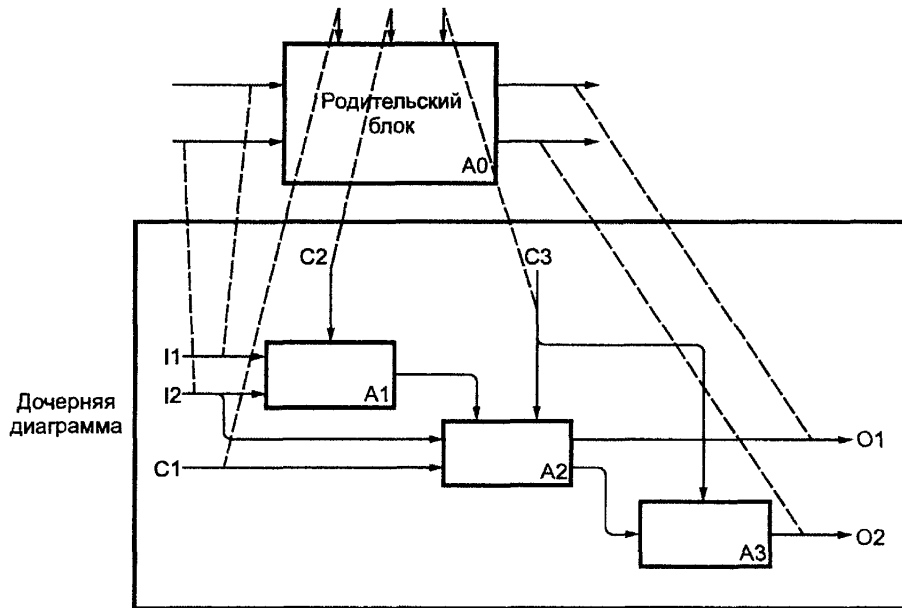 Родительский
блок
A0
C2
C3
I1
I2
A1
Дочерняя
диаграмма
C1
A2
O1
A3
O2